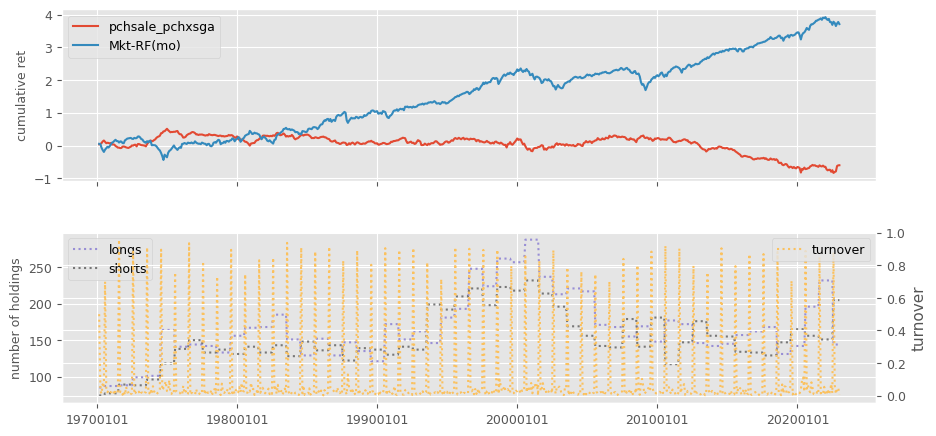 cumulative ret
4
3
2
1
0
−1
pchsale_pchxsga
Mkt-RF(mo)
number of holdings
250
200
150
100
longs
shorts
turnover
1.0
0.8
0.6
0.4
0.2
0.0
turnover
19700101
19800101
19900101
20000101
20100101
20200101